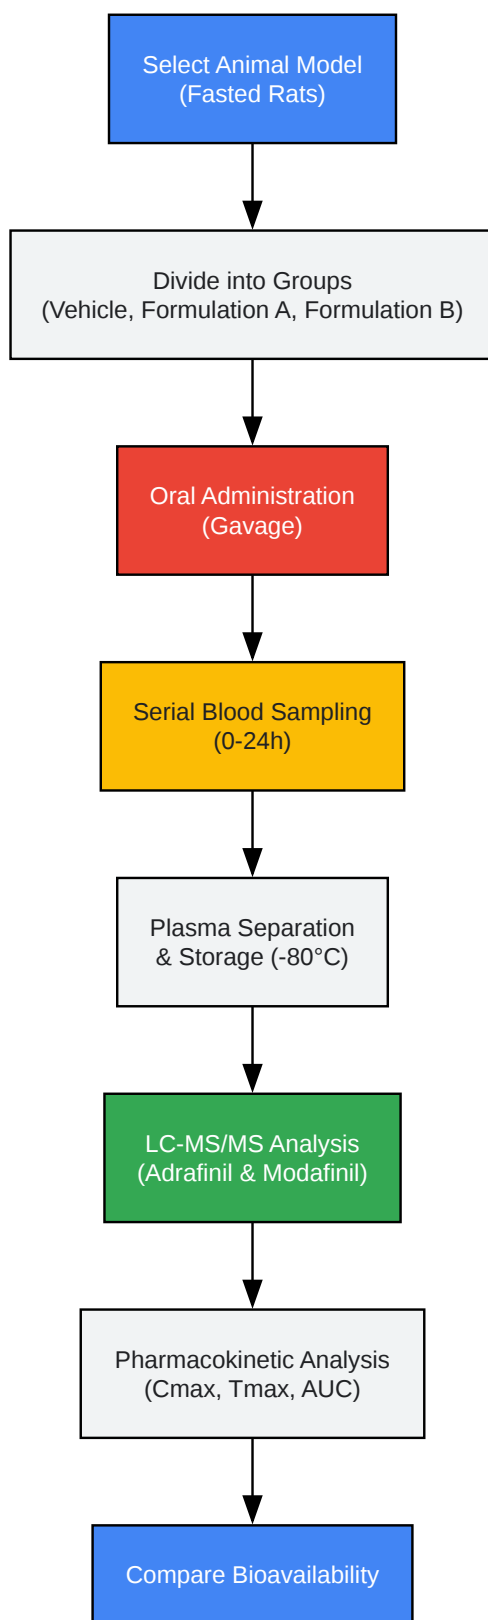 Select Animal Model
(Fasted Rats)
Divide into Groups
(Vehicle, Formulation A, Formulation B)
Oral Administration
(Gavage)
Serial Blood Sampling
(0-24h)
Plasma Separation
& Storage (-80°C)
LC-MS/MS Analysis
(Adrafinil & Modafinil)
Pharmacokinetic Analysis
(Cmax, Tmax, AUC)
Compare Bioavailability